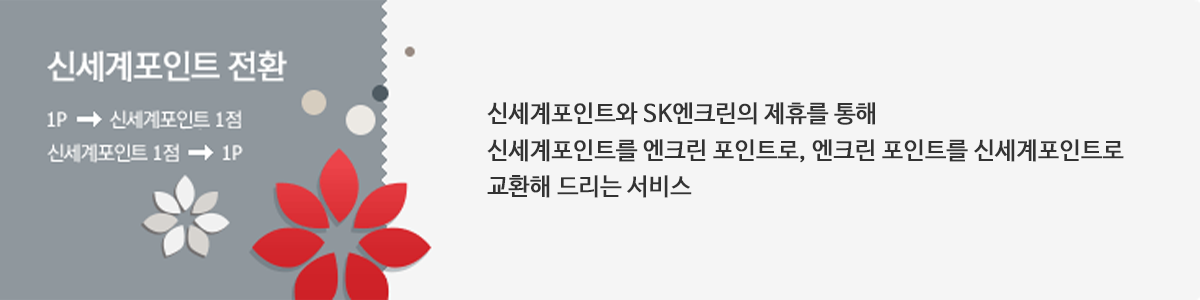 신세계포인트 전환
1P → 신세계포인트 1점
신세계포인트 1점 → 1P
신세계포인트와 SK엔크린의 제휴를 통해
신세계포인트를 엔크린 포인트로, 엔크린 포인트를 신세계포인트로
교환해 드리는 서비스